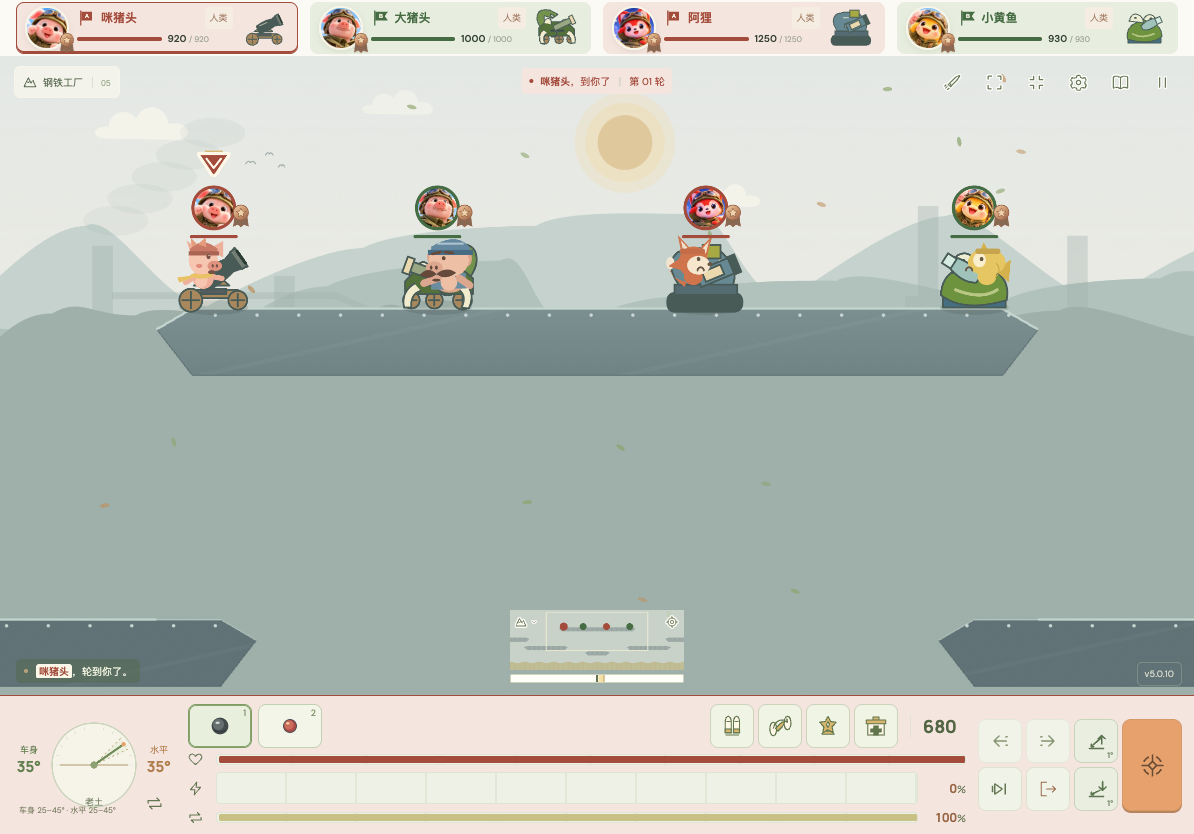 咪猪头 人类
920 / 920
大猪头 人类
1000 / 1000
阿狸 人类
1250 / 1250
小黄鱼 人类
930 / 930
钢铁工厂 05
咪猪头，到你了 第 01 轮
咪猪头，轮到你了。
v5.0.10
1
2
680
车身
35°
水平
35°
老土
车身 25–45° · 水平 25–45°
0%
100%
1°
1°